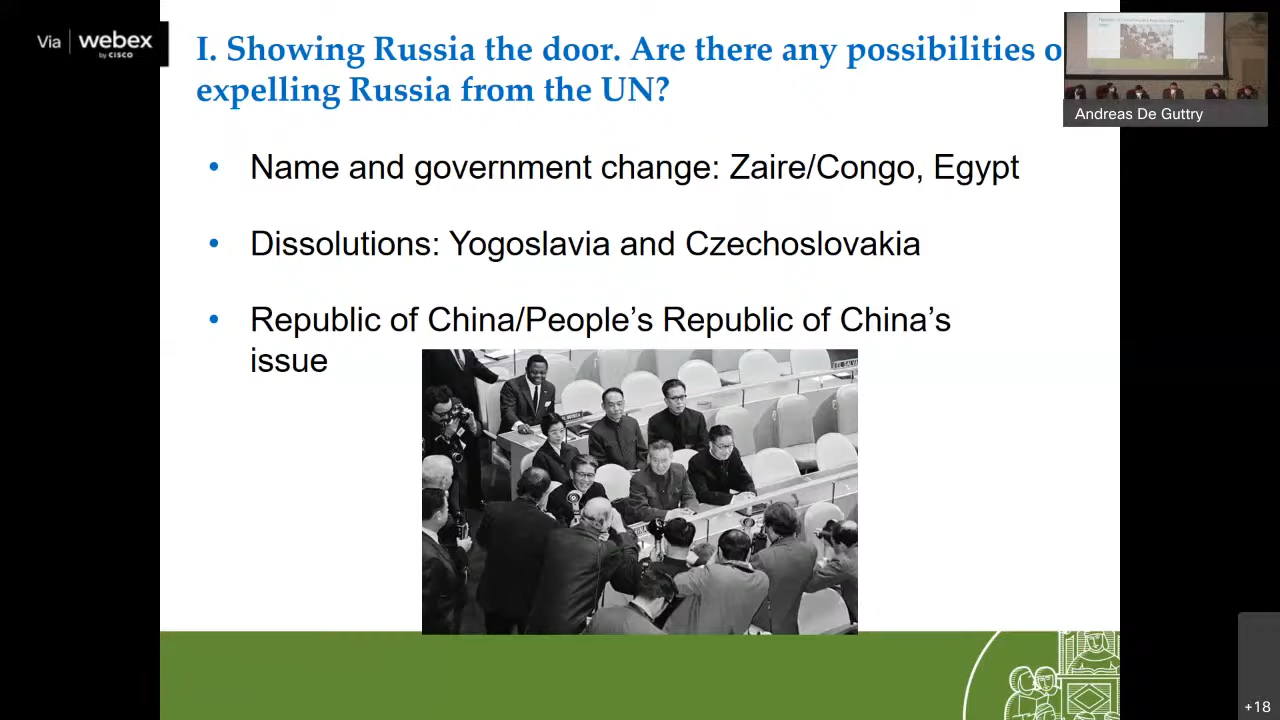 Via webex
by CISCO
I. Showing Russia the door. Are there any possibilities o
expelling Russia from the UN?
Andreas De Guttry
• Name and government change: Zaire/Congo, Egypt
• Dissolutions: Yogoslavia and Czechoslovakia
• Republic of China/People’s Republic of China’s
issue
+18